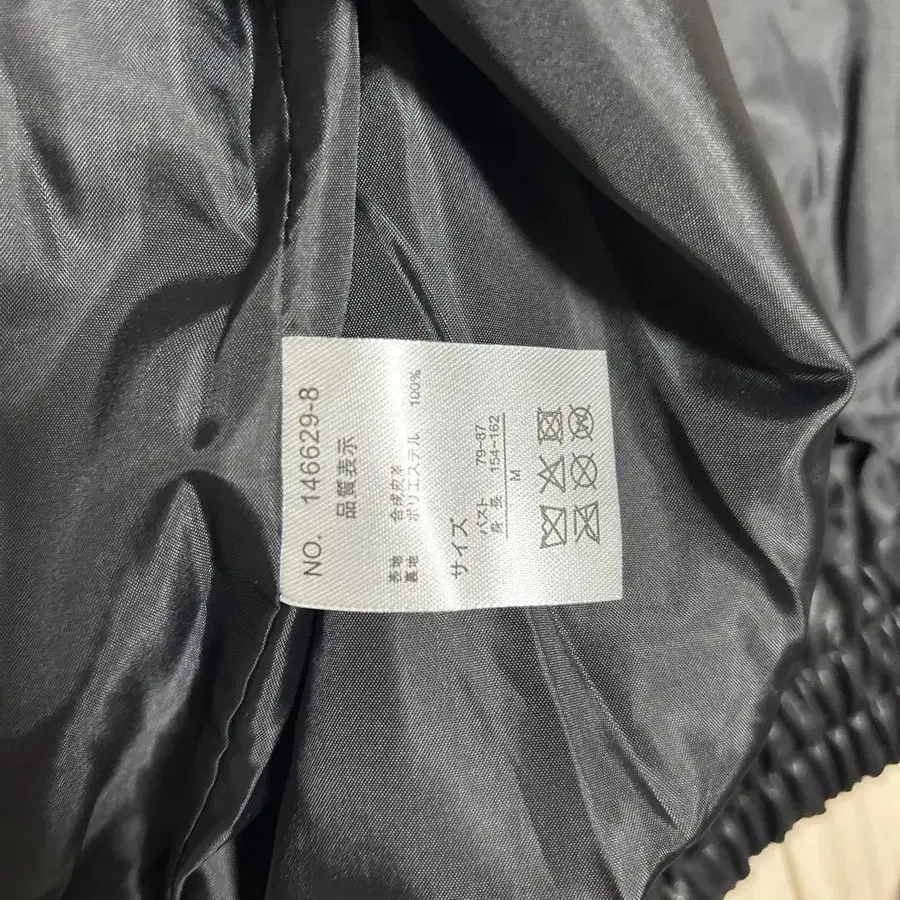 NO. 146629-8
品質表示
表地 合成皮革
裏地 ポリエステル 100%
サイズ
バスト 79~87
身長 154~162
M